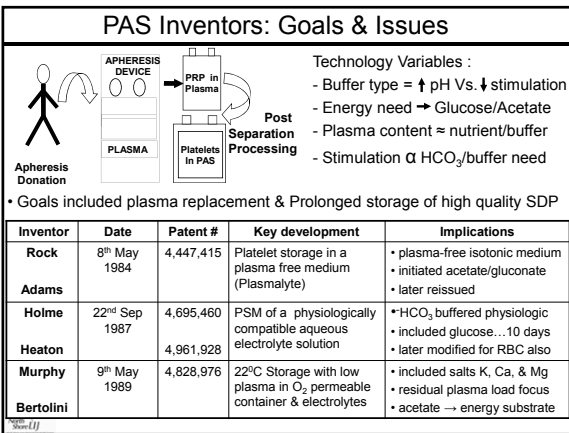 PAS Inventors: Goals & Issues
APHERESIS
DEVICE
PLASMA
Apheresis
Donation
PRP in
Plasma
Post
Separation
Processing
Platelets
In PAS
Technology Variables :
- Buffer type = ↑ pH Vs.↓ stimulation
- Energy need → Glucose/Acetate
- Plasma content ≈ nutrient/buffer
- Stimulation α HCO3/buffer need
• Goals included plasma replacement & Prolonged storage of high quality SDP
Inventor Date Patent # Key development Implications
Rock
Adams
8th May
1984
4,447,415
Platelet storage in a
plasma free medium
(Plasmalyte)
• plasma-free isotonic medium
• initiated acetate/gluconate
• later reissued
Holme
Heaton
22nd Sep
1987
4,695,460
4,961,928
PSM of a physiologically
compatible aqueous
electrolyte solution
•-HCO3 buffered physiologic
• included glucose…10 days
• later modified for RBC also
Murphy
Bertolini
9th May
1989
4,828,976
22⁰C Storage with low
plasma in O2 permeable
container & electrolytes
• included salts K, Ca, & Mg
• residual plasma load focus
• acetate → energy substrate
North
Shore LIJ